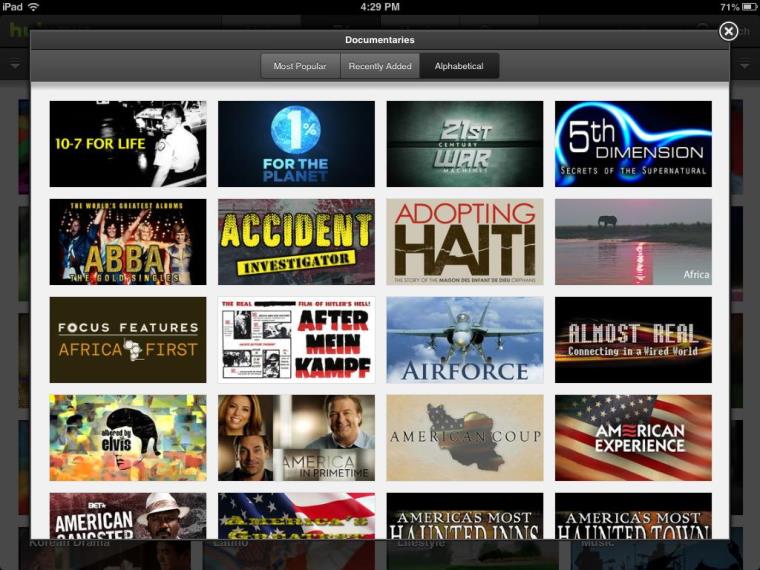 iPad
4:29 PM
71%
Documentaries
Most Popular
Recently Added
Alphabetical
10-7 FOR LIFE
1%
FOR THE
PLANET
21ST
CENTURY
WAR
MACHINES
5th
DIMENSION
SECRETS OF THE SUPERNATURAL
THE WORLD'S GREATEST ALBUMS
ABBA
THE GOLD SINGLES
ACCIDENT
INVESTIGATOR
ADOPTING
HAITI
THE STORY OF THE MAISON DES ENFANT DE DIEU ORPHANS
Africa
FOCUS FEATURES
AFRICA FIRST
THE REAL FILM OF HITLER'S HELL!
AFTER
MEIN
KAMPF
AIRFORCE
ALMOST REAL
Connecting in a Wired World
altered by
elvis
AMERICA
IN PRIMETIME
AMERICAN COUP
AMERICAN
EXPERIENCE
BET
AMERICAN
GANGSTER
AMERICA'S
GREATEST
AMERICA'S MOST
HAUNTED INNS
AMERICA'S MOST
HAUNTED TOWN
Korean Drama
Latino
Lifestyle
Music